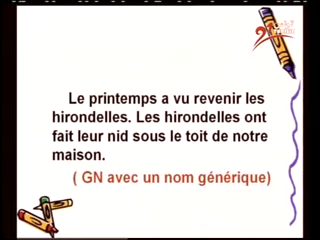 Le printemps a vu revenir les
hirondelles. Les hirondelles ont
fait leur nid sous le toit de notre
maison.
( GN avec un nom générique)